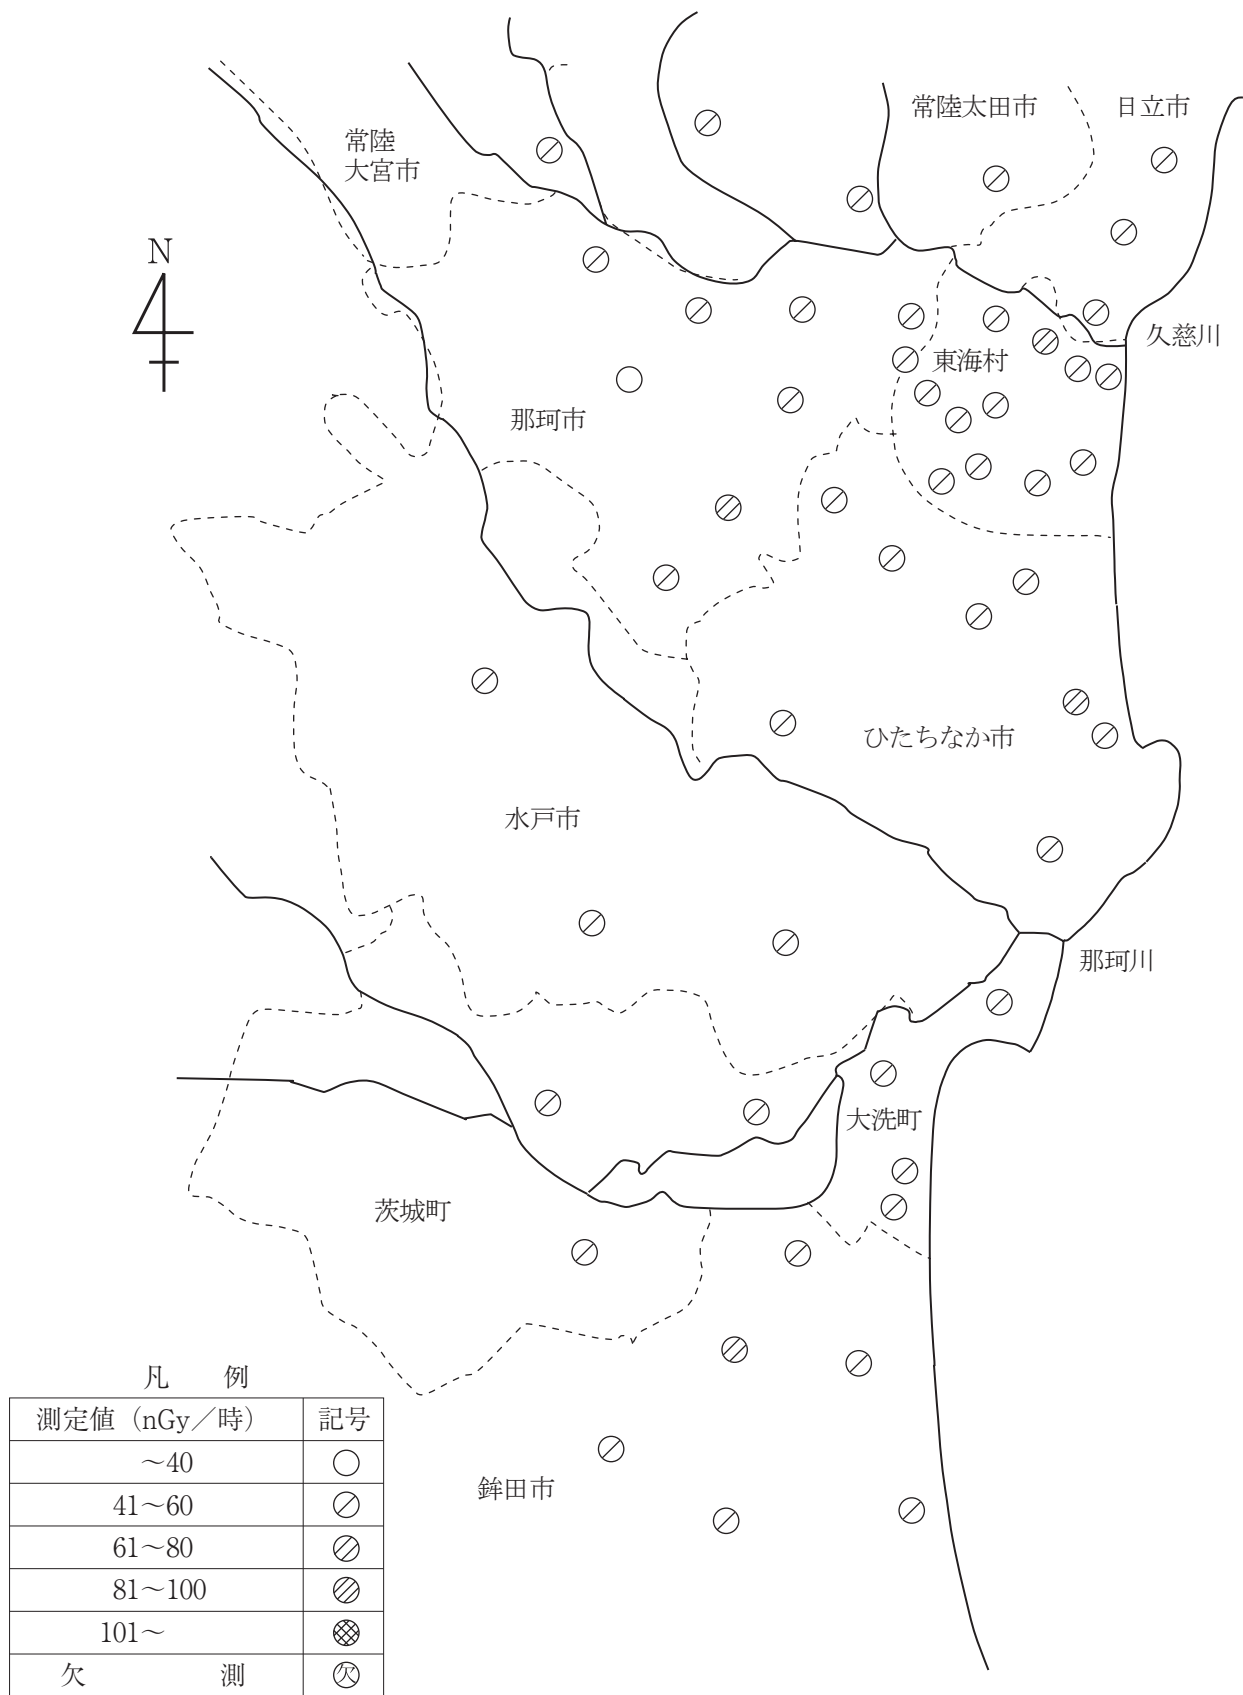 常陸太田市
日立市
常陸
大宮市
N
久慈川
東海村
那珂市
ひたちなか市
水戸市
那珂川
大洗町
茨城町
鉾田市
凡 例
測定値（nGy／時） 記号
～40
41～60
61～80
81～100
101～
欠 測 欠